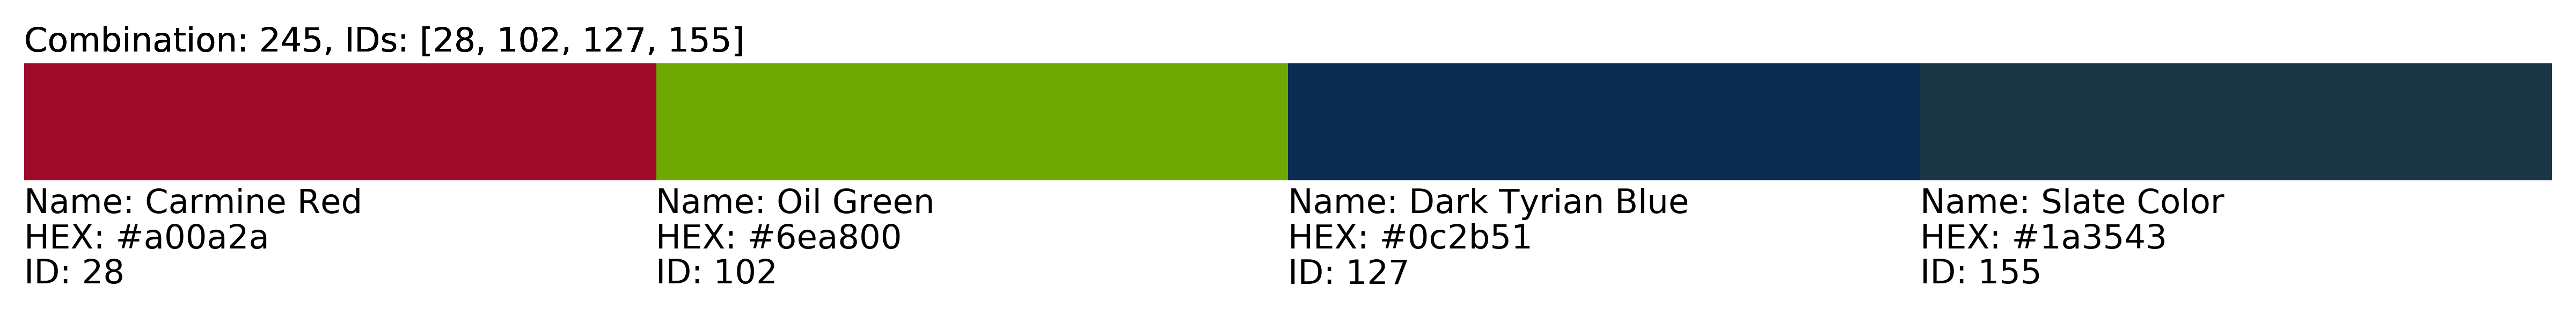 Combination: 245, IDs: [28, 102, 127, 155]
Name: Carmine Red
HEX: #a00a2a
ID: 28
Name: Oil Green
HEX: #6ea800
ID: 102
Name: Dark Tyrian Blue
HEX: #0c2b51
ID: 127
Name: Slate Color
HEX: #1a3543
ID: 155